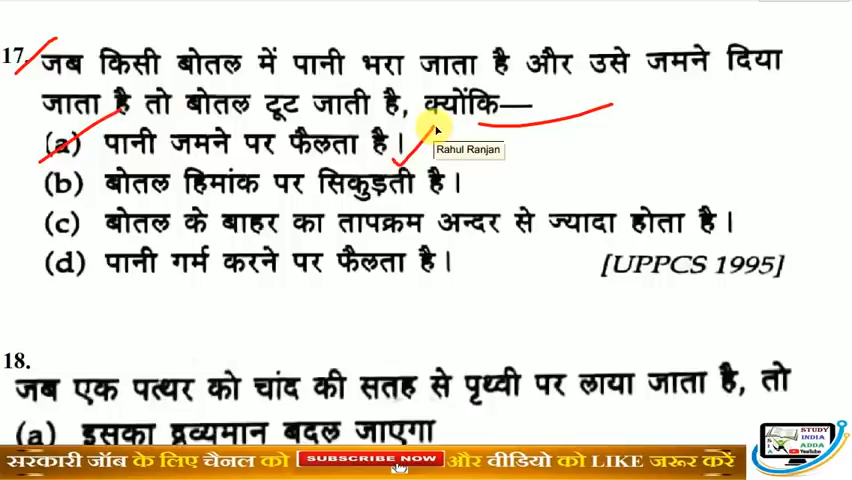 17. जब किसी बोतल में पानी भरा जाता है और उसे जमने दिया
जाता है तो बोतल टूट जाती है, क्योंकि—
(a) पानी जमने पर फैलता है।
Rahul Ranjan
(b) बोतल हिमांक पर सिकुड़ती है।
(c) बोतल के बाहर का तापक्रम अन्दर से ज्यादा होता है।
(d) पानी गर्म करने पर फैलता है। [UPPCS 1995]
18.
जब एक पत्थर को चांद की सतह से पृथ्वी पर लाया जाता है, तो
(a) इसका द्रव्यमान बदल जाएगा
सरकारी जॉब के लिए चैनल को SUBSCRIBE NOW और वीडियो को LIKE जरूर करें
STUDY
INDIA
ADDA
YouTube